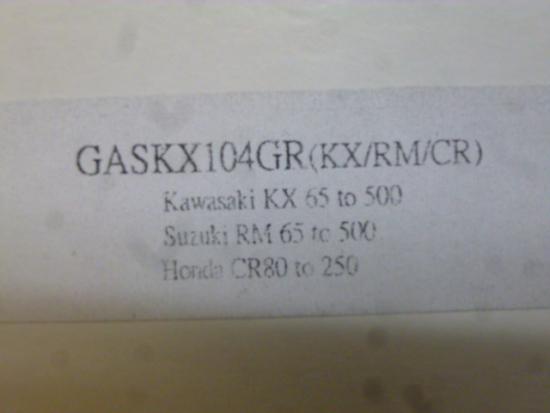 GASKX104GR(KX/RM/CR)
Kawasaki KX 65 to 500
Suzuki RM 65 to 500
Honda CR80 to 250